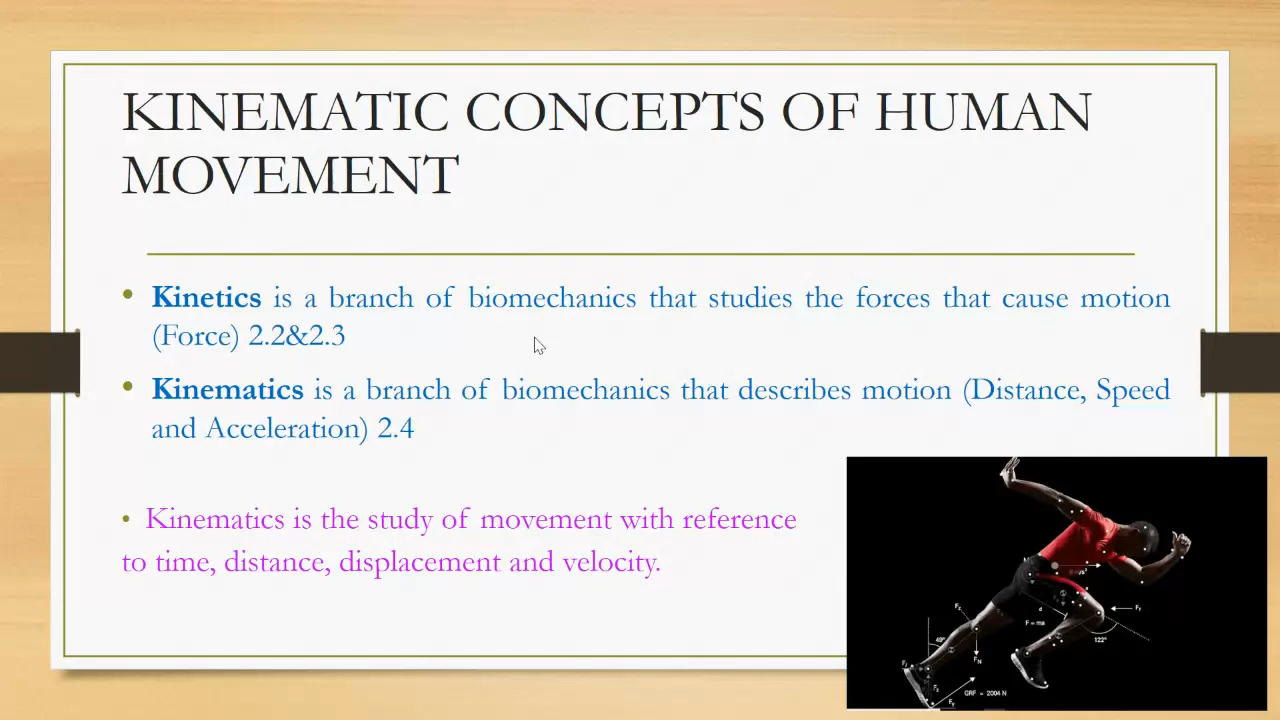 KINEMATIC CONCEPTS OF HUMAN
MOVEMENT
• Kinetics is a branch of biomechanics that studies the forces that cause motion
(Force) 2.2&2.3
• Kinematics is a branch of biomechanics that describes motion (Distance, Speed
and Acceleration) 2.4
• Kinematics is the study of movement with reference
to time, distance, displacement and velocity.
d
F = ma
122°
49°
GRF = 2004 N